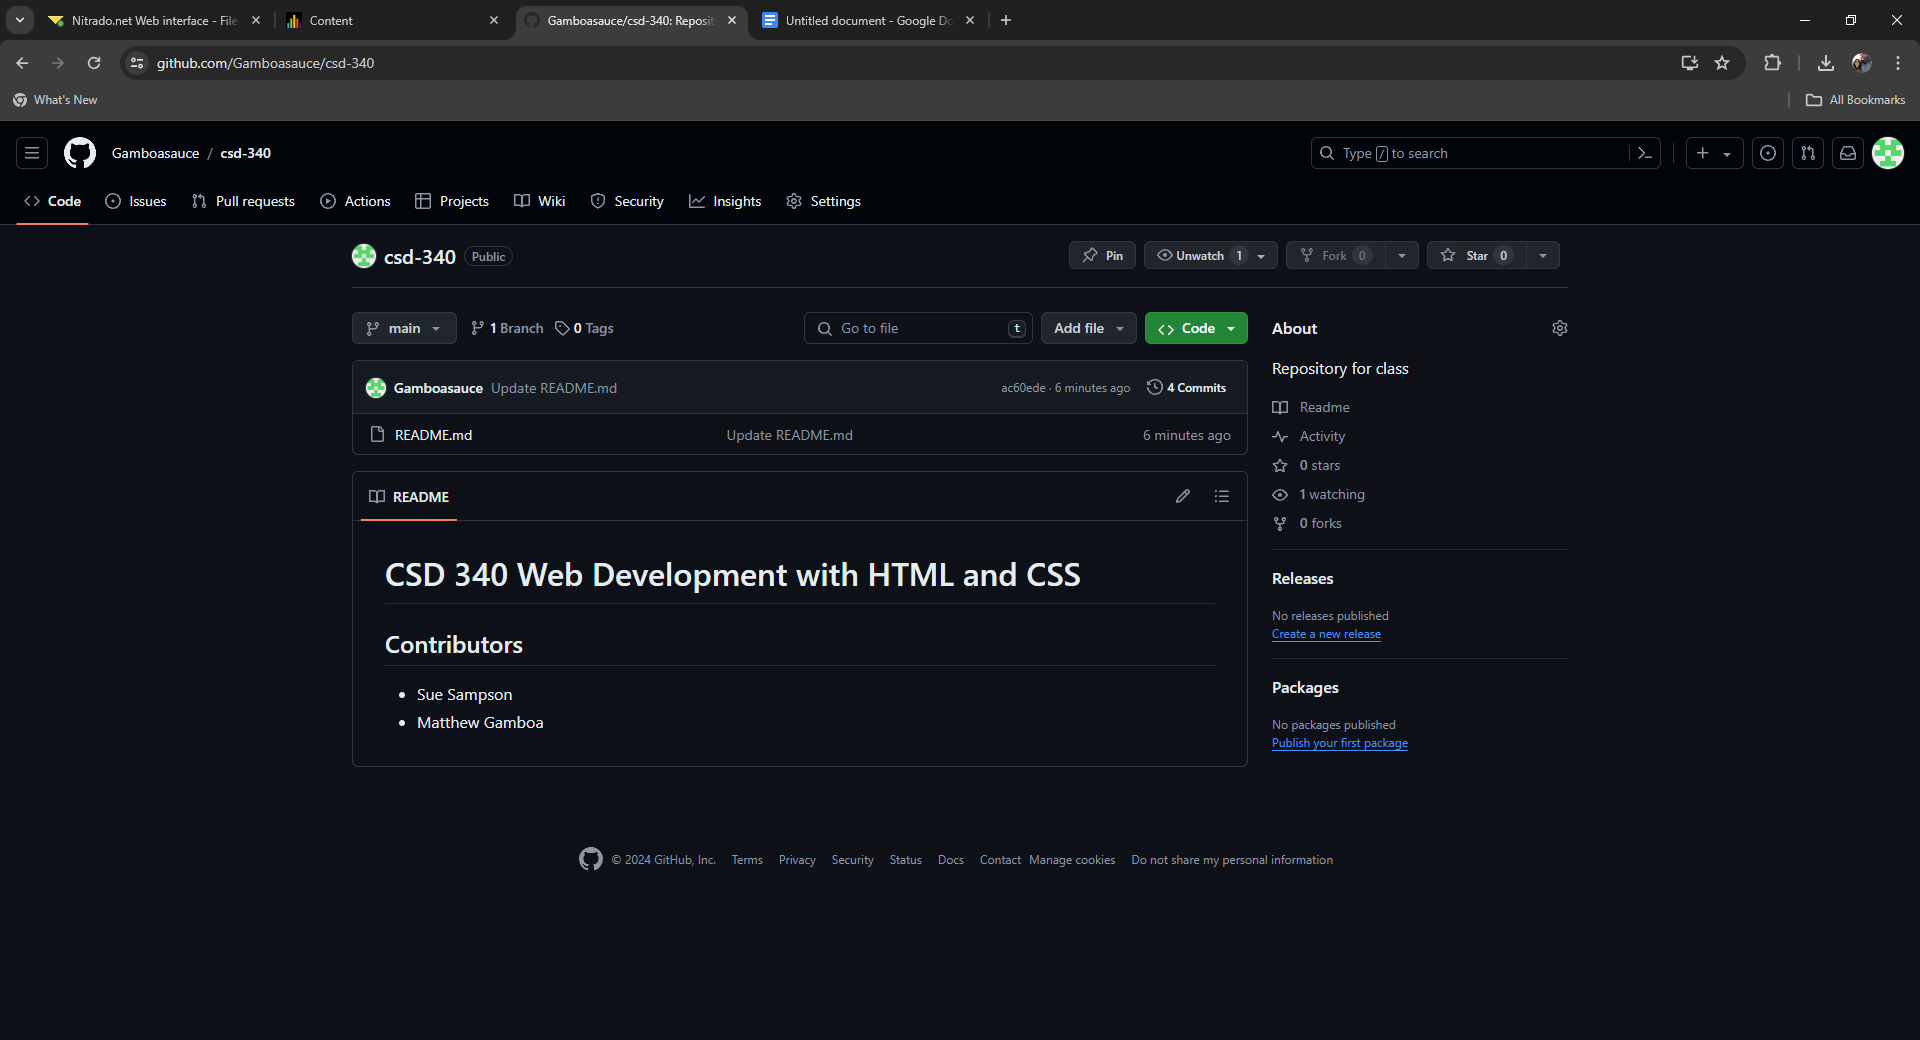 Nitrado.net Web interface - File
Content
Gamboasauce/csd-340: Reposit
Untitled document - Google Do
github.com/Gamboasauce/csd-340
What's New
All Bookmarks
Gamboasauce / csd-340
Type / to search
Code Issues Pull requests Actions Projects Wiki Security Insights Settings
csd-340 Public
Pin Unwatch 1 Fork 0 Star 0
main 1 Branch 0 Tags Go to file t Add file Code
Gamboasauce Update README.md ac60ede · 6 minutes ago 4 Commits
README.md Update README.md 6 minutes ago
README
CSD 340 Web Development with HTML and CSS
Contributors
• Sue Sampson
• Matthew Gamboa
About
Repository for class
Readme
Activity
0 stars
1 watching
0 forks
Releases
No releases published
Create a new release
Packages
No packages published
Publish your first package
© 2024 GitHub, Inc. Terms Privacy Security Status Docs Contact Manage cookies Do not share my personal information